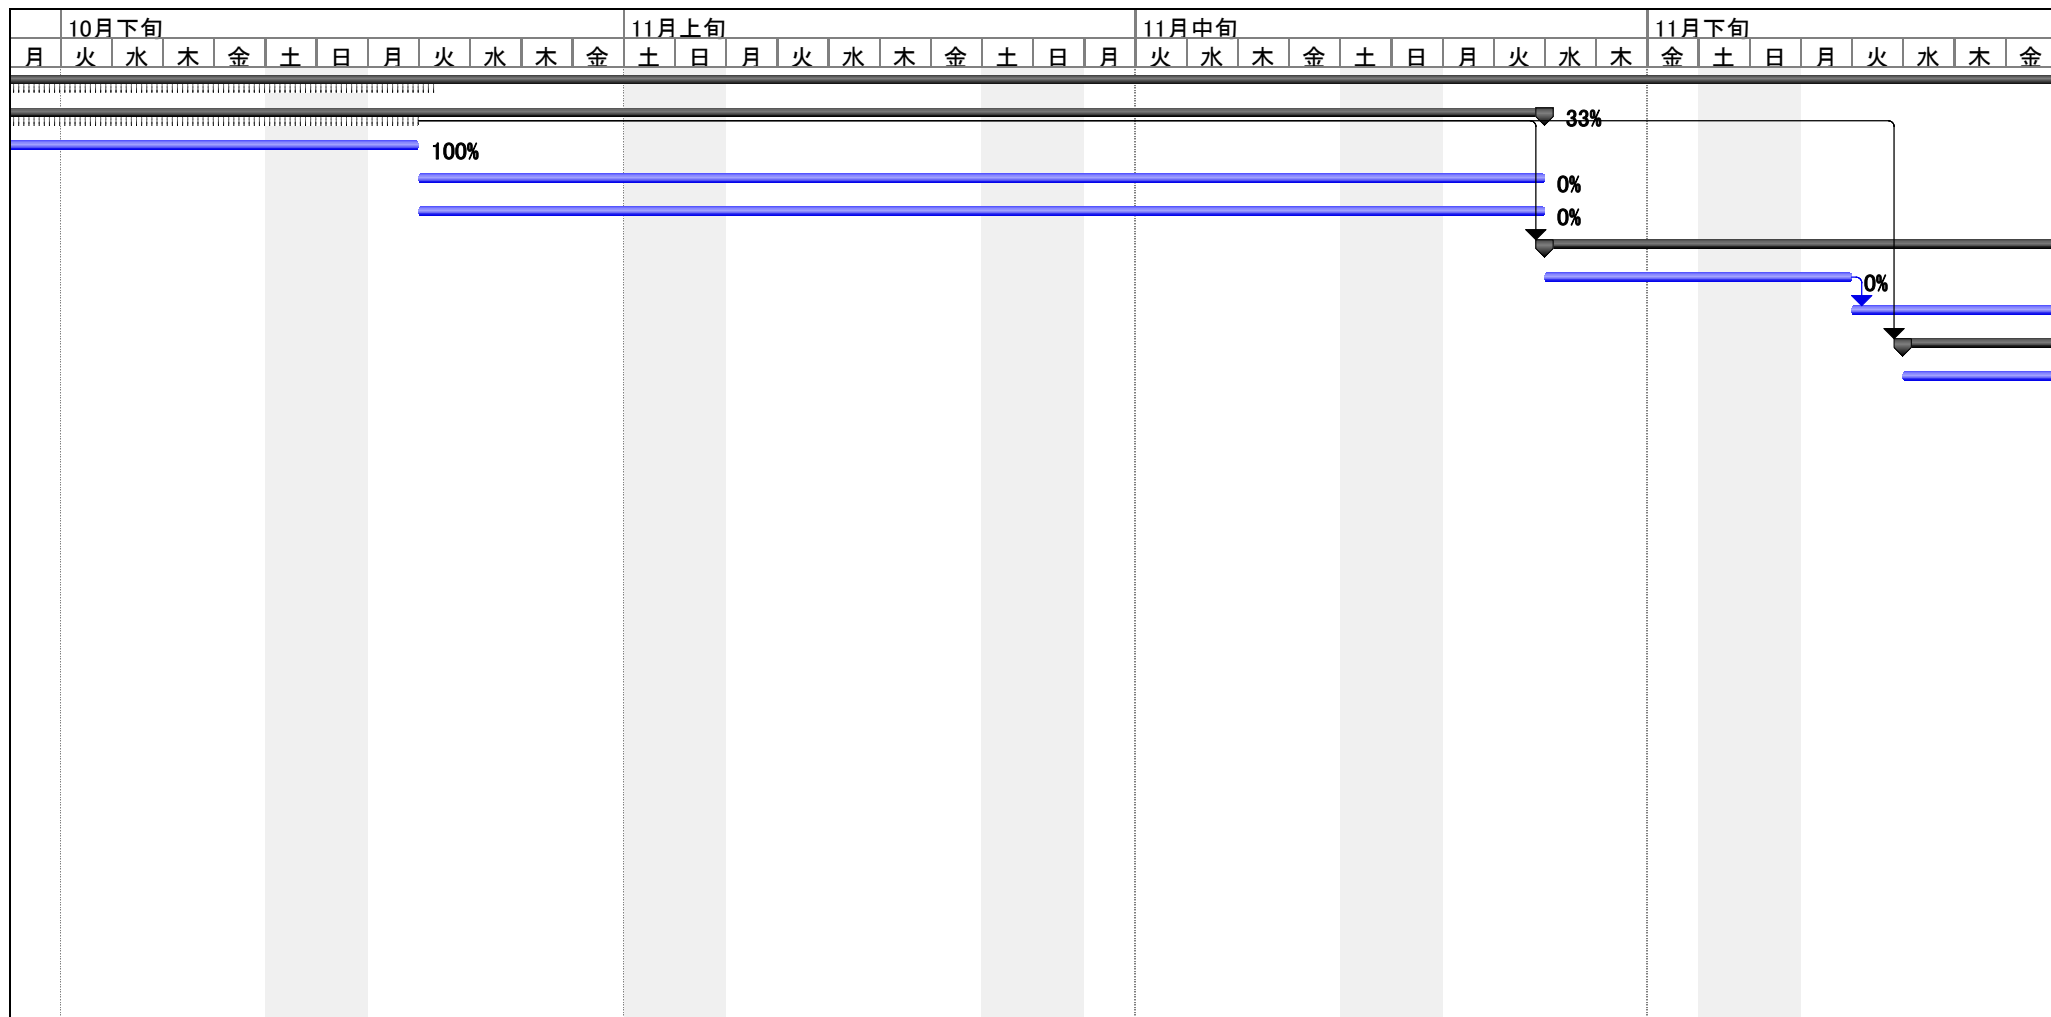 10月下旬 11月上旬 11月中旬 11月下旬
月 火 水 木 金 土 日 月 火 水 木 金 土 日 月 火 水 木 金 土 日 月 火 水 木 金 土 日 月 火 水 木 金 土 日 月 火 水 木 金
33%
100%
0%
0%
0%